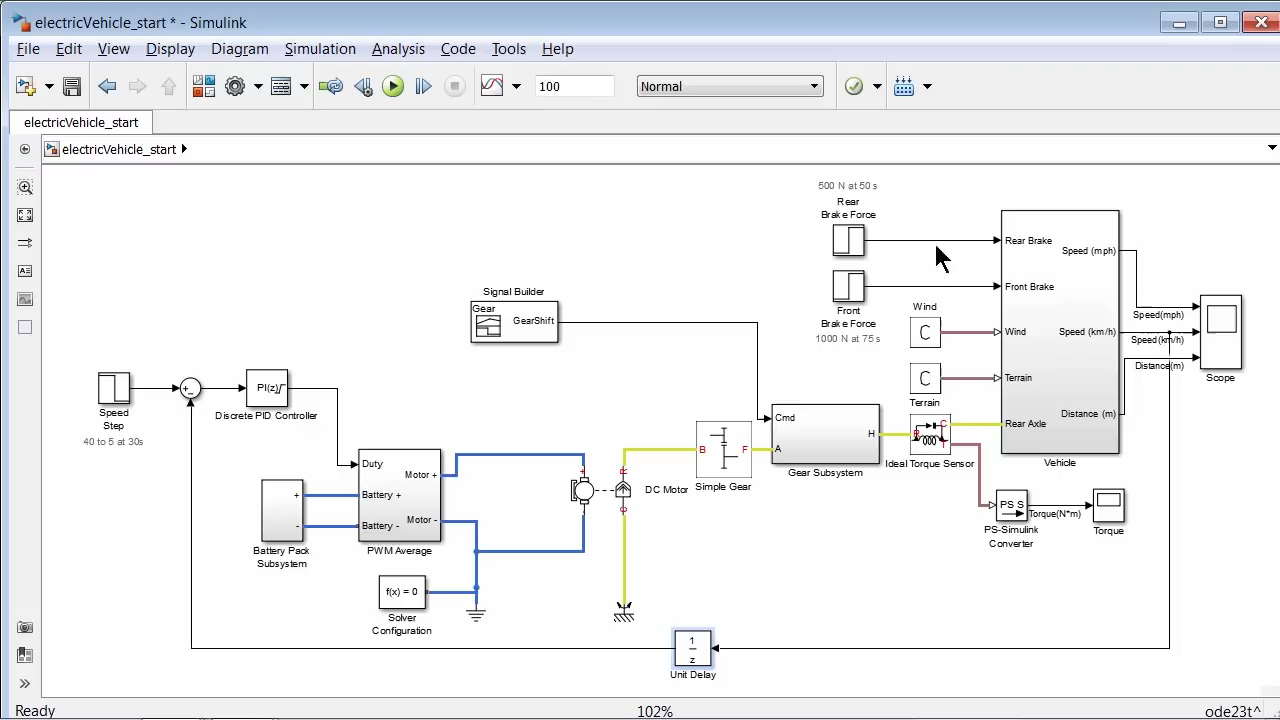 electricVehicle_start * - Simulink
File Edit View Display Diagram Simulation Analysis Code Tools Help
100
Normal
electricVehicle_start
electricVehicle_start
500 N at 50 s
Rear
Brake Force
Rear Brake
Speed (mph)
Front Brake
Front
Brake Force
1000 N at 75 s
Wind
C
Wind
Speed (km/h)
Terrain
C
Terrain
Distance (m)
Rear Axle
Vehicle
Speed(mph)
Speed(km/h)
Distance(m)
Scope
Signal Builder
Gear
GearShift
Speed
Step
40 to 5 at 30s
+
-
PI(z)
Discrete PID Controller
Duty
Motor +
Battery +
Battery -
Motor -
PWM Average
+
-
Battery Pack
Subsystem
f(x) = 0
Solver
Configuration
+
R
C
DC Motor
B
F
Simple Gear
Cmd
H
A
Gear Subsystem
R
C
T
Ideal Torque Sensor
PS S
PS-Simulink
Converter
Torque(N*m)
Torque
1
z
Unit Delay
Ready
102%
ode23t^